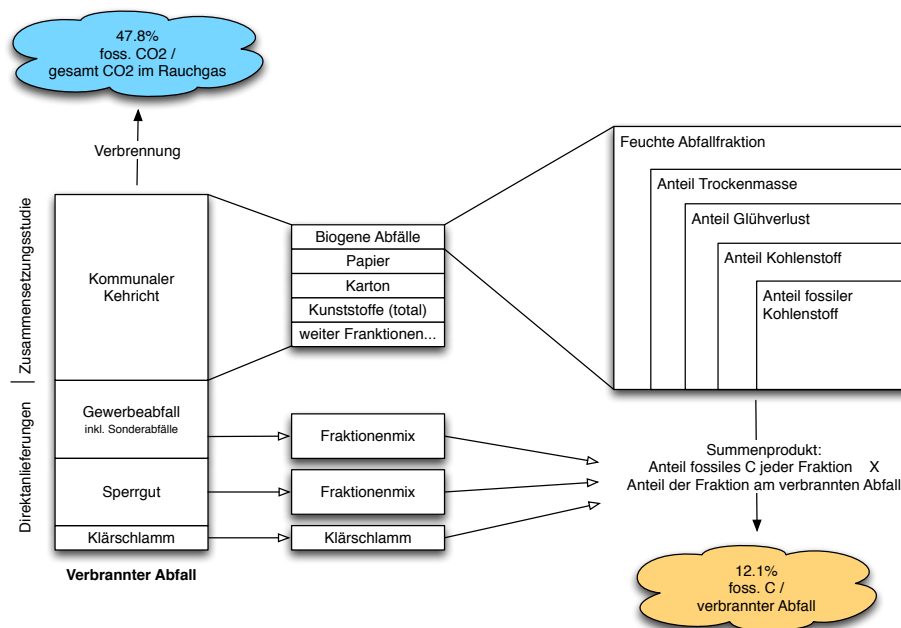 47.8%
foss. CO2 /
gesamt CO2 im Rauchgas
Verbrennung
Zusammensetzungsstudie
Direktanlieferungen
Kommunaler
Kehricht
Gewerbeabfall
inkl. Sonderabfälle
Sperrgut
Klärschlamm
Verbrannter Abfall
Biogene Abfälle
Papier
Karton
Kunststoffe (total)
weiter Franktionen...
Fraktionenmix
Fraktionenmix
Klärschlamm
Feuchte Abfallfraktion
Anteil Trockenmasse
Anteil Glühverlust
Anteil Kohlenstoff
Anteil fossiler
Kohlenstoff
Summenprodukt:
Anteil fossiles C jeder Fraktion X
Anteil der Fraktion am verbrannten Abfall
12.1%
foss. C /
verbrannter Abfall